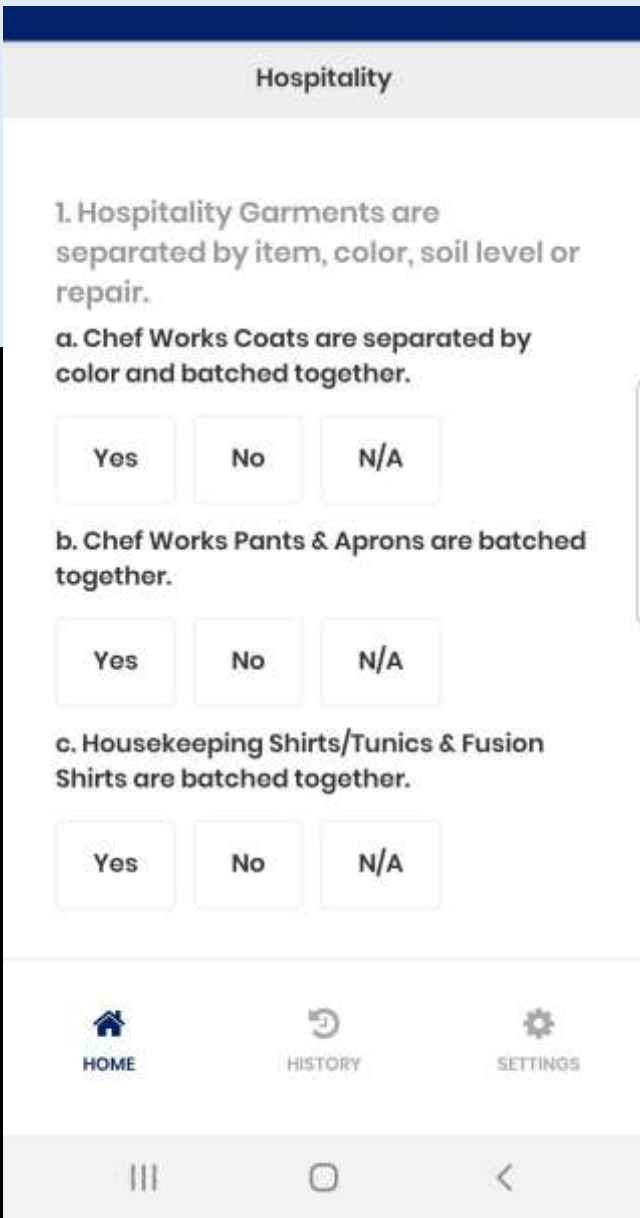 Hospitality
1. Hospitality Garments are
separated by item, color, soil level or
repair.
a. Chef Works Coats are separated by
color and batched together.
Yes No N/A
b. Chef Works Pants & Aprons are batched
together.
Yes No N/A
c. Housekeeping Shirts/Tunics & Fusion
Shirts are batched together.
Yes No N/A
HOME HISTORY SETTINGS